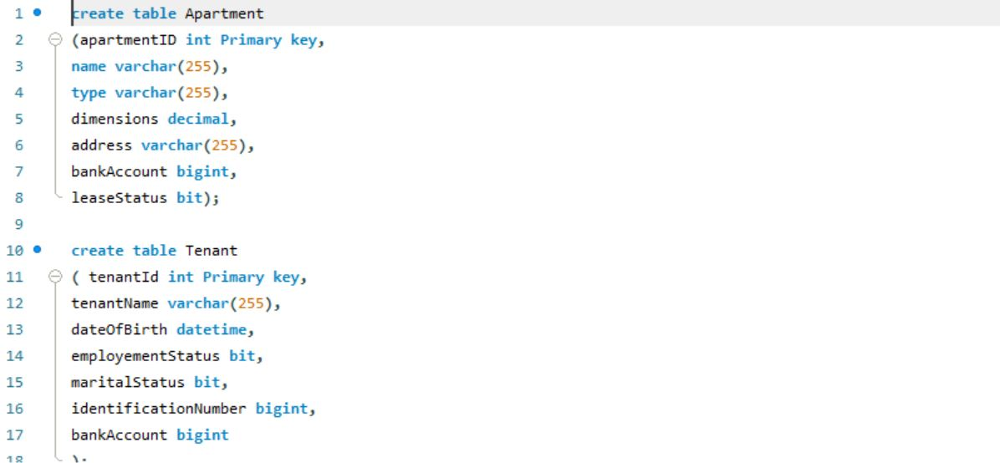 1 create table Apartment
2 (apartmentID int Primary key,
3 name varchar(255),
4 type varchar(255),
5 dimensions decimal,
6 address varchar(255),
7 bankAccount bigint,
8 leaseStatus bit);
9
10 create table Tenant
11 ( tenantId int Primary key,
12 tenantName varchar(255),
13 dateOfBirth datetime,
14 employementStatus bit,
15 maritalStatus bit,
16 identificationNumber bigint,
17 bankAccount bigint
18 );